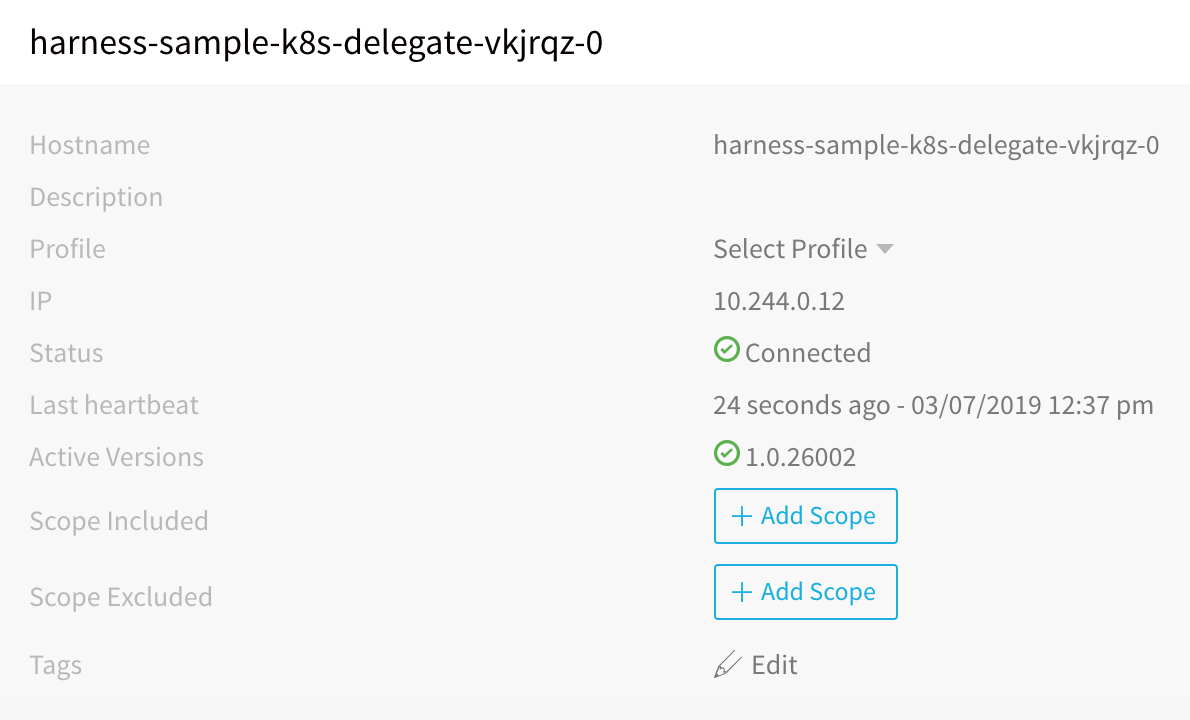 harness-sample-k8s-delegate-vkjrqz-0
Hostname harness-sample-k8s-delegate-vkjrqz-0
Description
Profile Select Profile
IP 10.244.0.12
Status Connected
Last heartbeat 24 seconds ago - 03/07/2019 12:37 pm
Active Versions 1.0.26002
Scope Included + Add Scope
Scope Excluded + Add Scope
Tags Edit